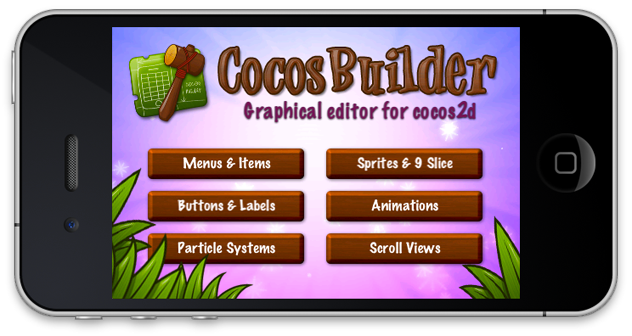 CocosBuilder
Graphical editor for cocos2d
Menus & Items
Sprites & 9 Slice
Buttons & Labels
Animations
Particle Systems
Scroll Views